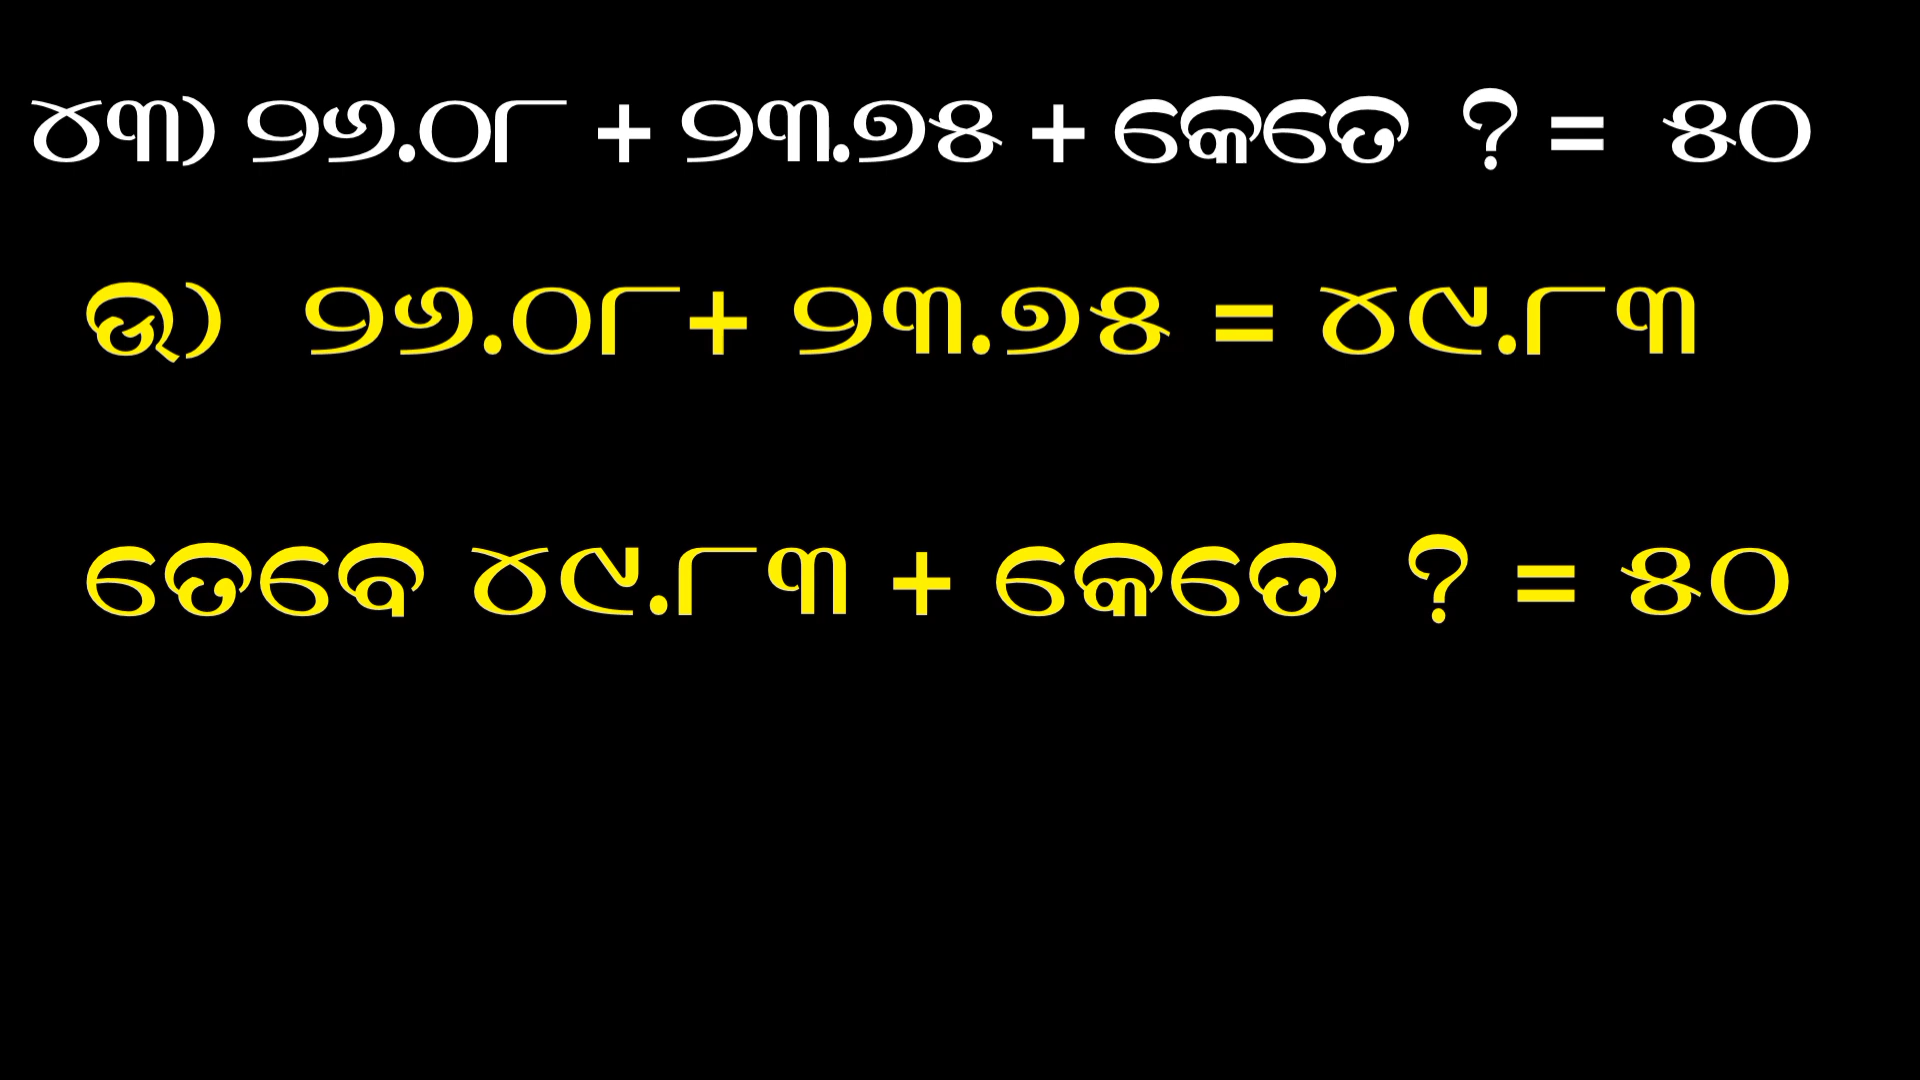 ୪୩) ୨୬.୦୮ + ୨୩.୭୫ + କେତେ ? = ୫୦
ଉ) ୨୬.୦୮+ ୨୩.୭୫ = ୪୯.୮୩
ତେବେ ୪୯.୮୩ + କେତେ ? = ୫୦